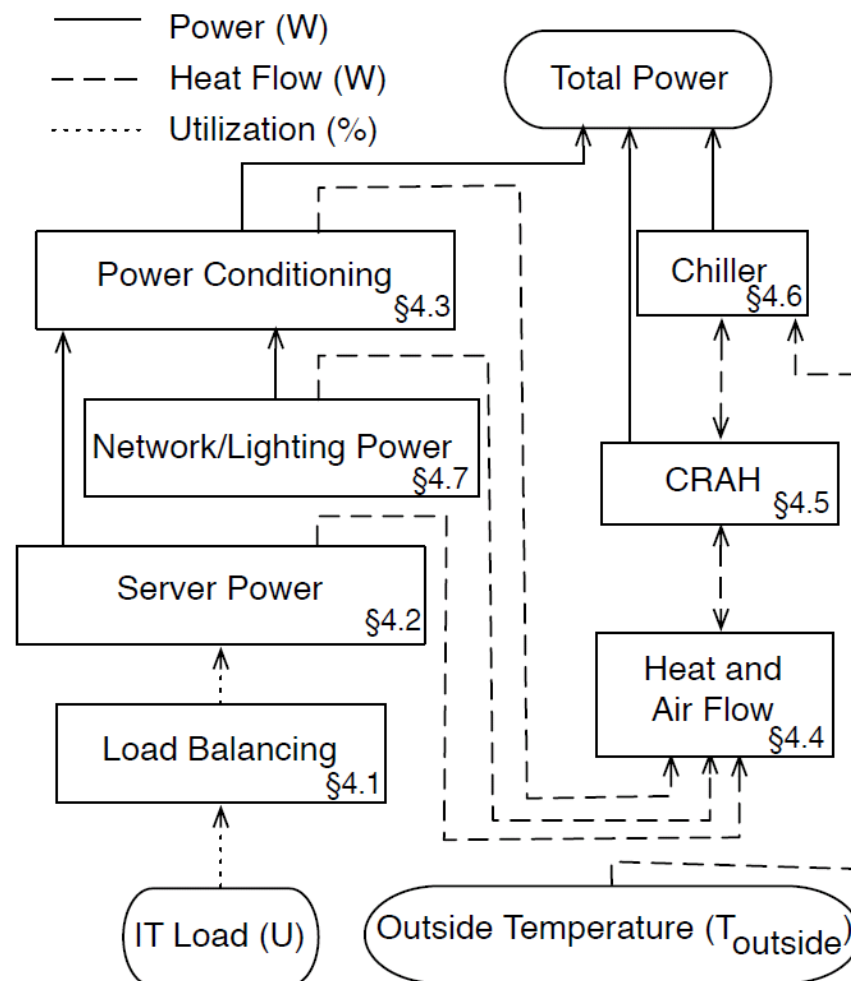 Power (W)
Heat Flow (W)
Utilization (%)
Total Power
Power Conditioning
§4.3
Chiller
§4.6
Network/Lighting Power
§4.7
CRAH
§4.5
Server Power
§4.2
Heat and
Air Flow
§4.4
Load Balancing
§4.1
IT Load (U)
Outside Temperature (Toutside)